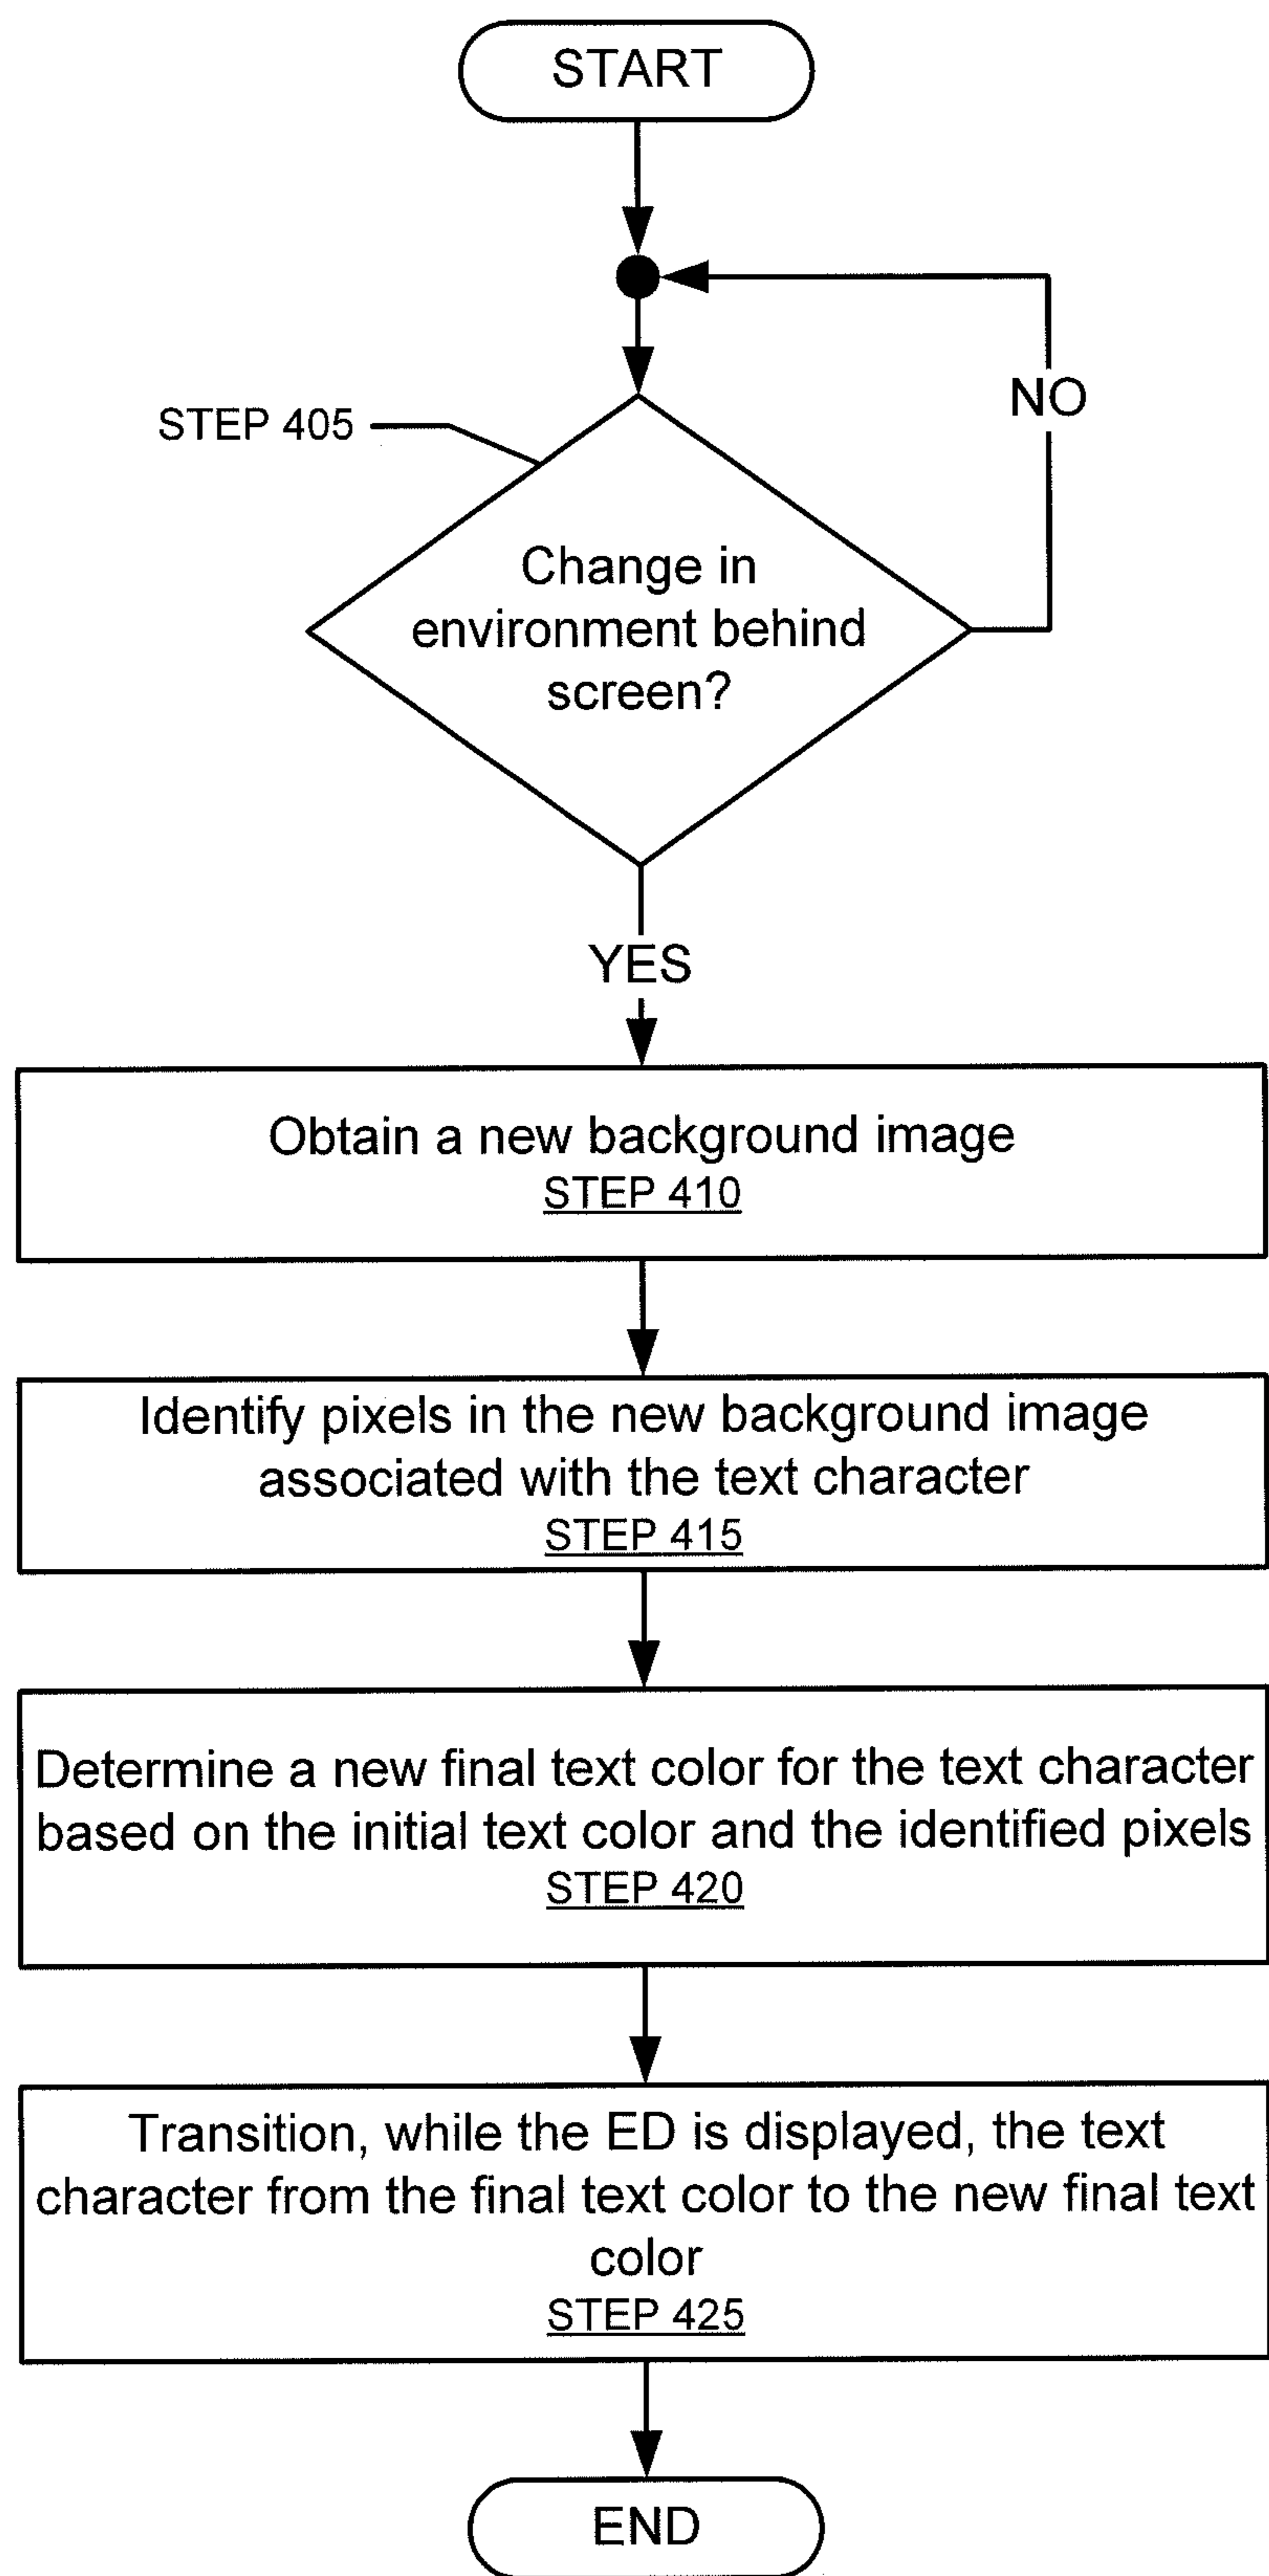 START
NO
STEP 405
Change in
environment behind
screen?
YES
Obtain a new background image
STEP 410
Identify pixels in the new background image
associated with the text character
STEP 415
Determine a new final text color for the text character
based on the initial text color and the identified pixels
STEP 420
Transition, while the ED is displayed, the text
character from the final text color to the new final text
color
STEP 425
END